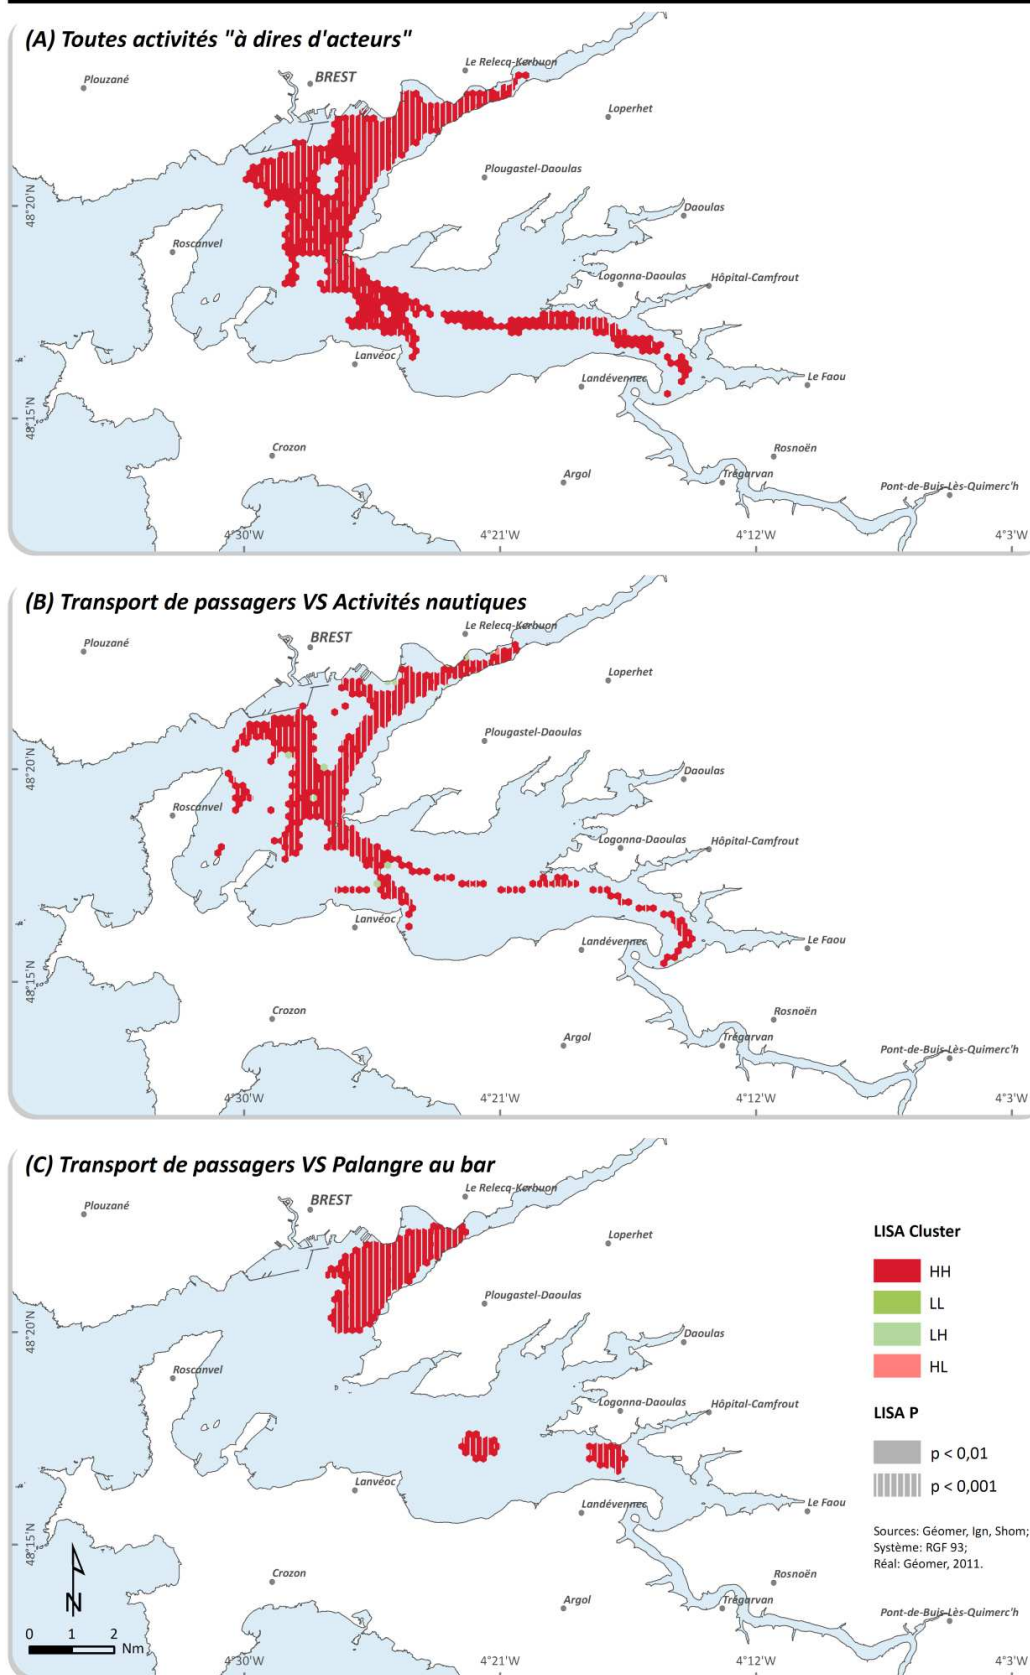 (A) Toutes activités "à dires d'acteurs"
Plouzané
BREST
Le Relecq-Kerbuon
Loperhet
Plougastel-Daoulas
Daoulas
48°20'N
Roscanvel
Logonna-Daoulas
Hôpital-Camfrout
Lanvéoc
Landévennec
Le Faou
48°15'N
Crozon
Argol
Rosnoën
Trégarvan
Pont-de-Buis-Lès-Quimerc'h
4°30'W
4°21'W
4°12'W
4°3'W
(B) Transport de passagers VS Activités nautiques
Plouzané
BREST
Le Relecq-Kerbuon
Loperhet
Plougastel-Daoulas
Daoulas
48°20'N
Roscanvel
Logonna-Daoulas
Hôpital-Camfrout
Lanvéoc
Landévennec
Le Faou
48°15'N
Crozon
Argol
Rosnoën
Trégarvan
Pont-de-Buis-Lès-Quimerc'h
4°30'W
4°21'W
4°12'W
4°3'W
(C) Transport de passagers VS Palangre au bar
Plouzané
BREST
Le Relecq-Kerbuon
Loperhet
Plougastel-Daoulas
Daoulas
48°20'N
Roscanvel
Logonna-Daoulas
Hôpital-Camfrout
Lanvéoc
Landévennec
Le Faou
48°15'N
Crozon
Argol
Rosnoën
Trégarvan
Pont-de-Buis-Lès-Quimerc'h
4°30'W
4°21'W
4°12'W
4°3'W
N
0 1 2
Nm
LISA Cluster
HH
LL
LH
HL
LISA P
p < 0,01
p < 0,001
Sources: Géomer, Ign, Shom;
Système: RGF 93;
Réal: Géomer, 2011.